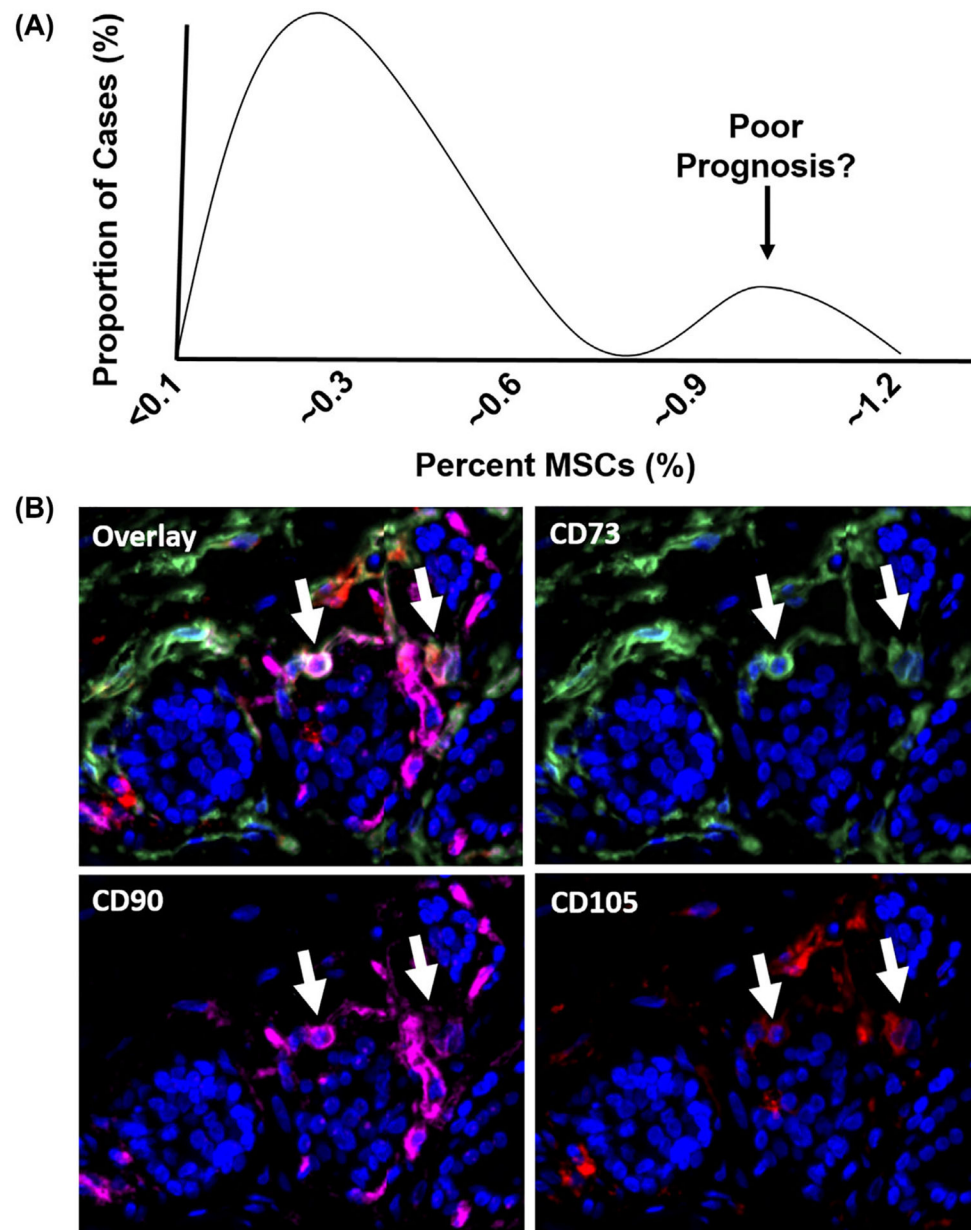 (A)
Proportion of Cases (%)
Poor
Prognosis?
<0.1
~0.3
~0.6
~0.9
~1.2
Percent MSCs (%)
(B)
Overlay
CD73
CD90
CD105